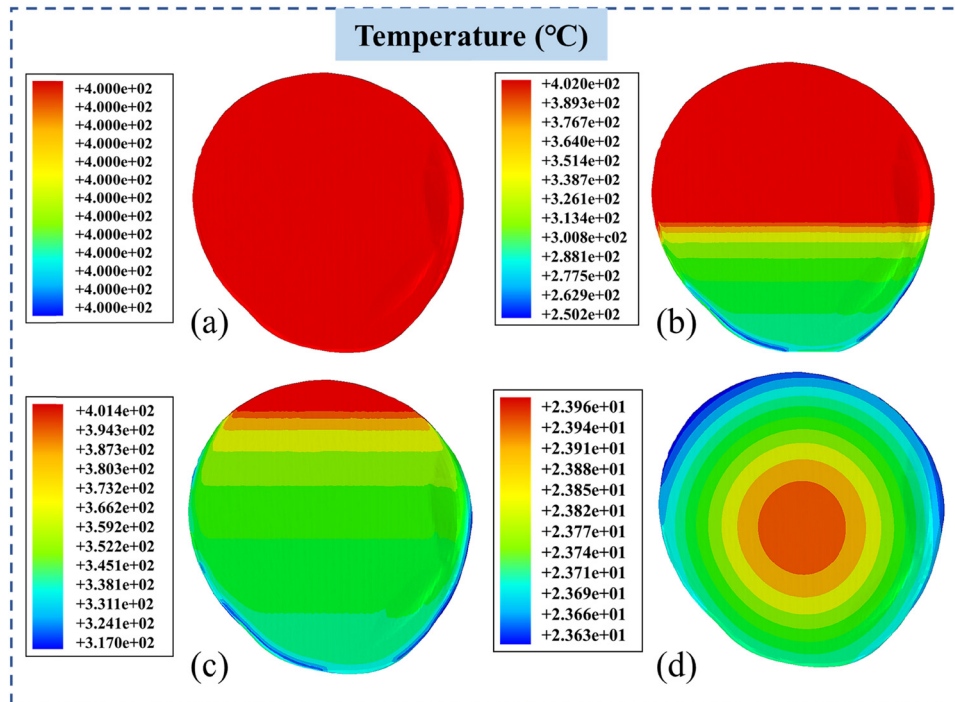 Temperature (°C)
+4.000e+02
+4.000e+02
+4.000e+02
+4.000e+02
+4.000e+02
+4.000e+02
+4.000e+02
+4.000e+02
+4.000e+02
+4.000e+02
+4.000e+02
+4.000e+02
+4.000e+02
(a)
+4.020e+02
+3.893e+02
+3.767e+02
+3.640e+02
+3.514e+02
+3.387e+02
+3.261e+02
+3.134e+02
+3.008e+c02
+2.881e+02
+2.775e+02
+2.629e+02
+2.502e+02
(b)
+4.014e+02
+3.943e+02
+3.873e+02
+3.803e+02
+3.732e+02
+3.662e+02
+3.592e+02
+3.522e+02
+3.451e+02
+3.381e+02
+3.311e+02
+3.241e+02
+3.170e+02
(c)
+2.396e+01
+2.394e+01
+2.391e+01
+2.388e+01
+2.385e+01
+2.382e+01
+2.377e+01
+2.374e+01
+2.371e+01
+2.369e+01
+2.366e+01
+2.363e+01
(d)